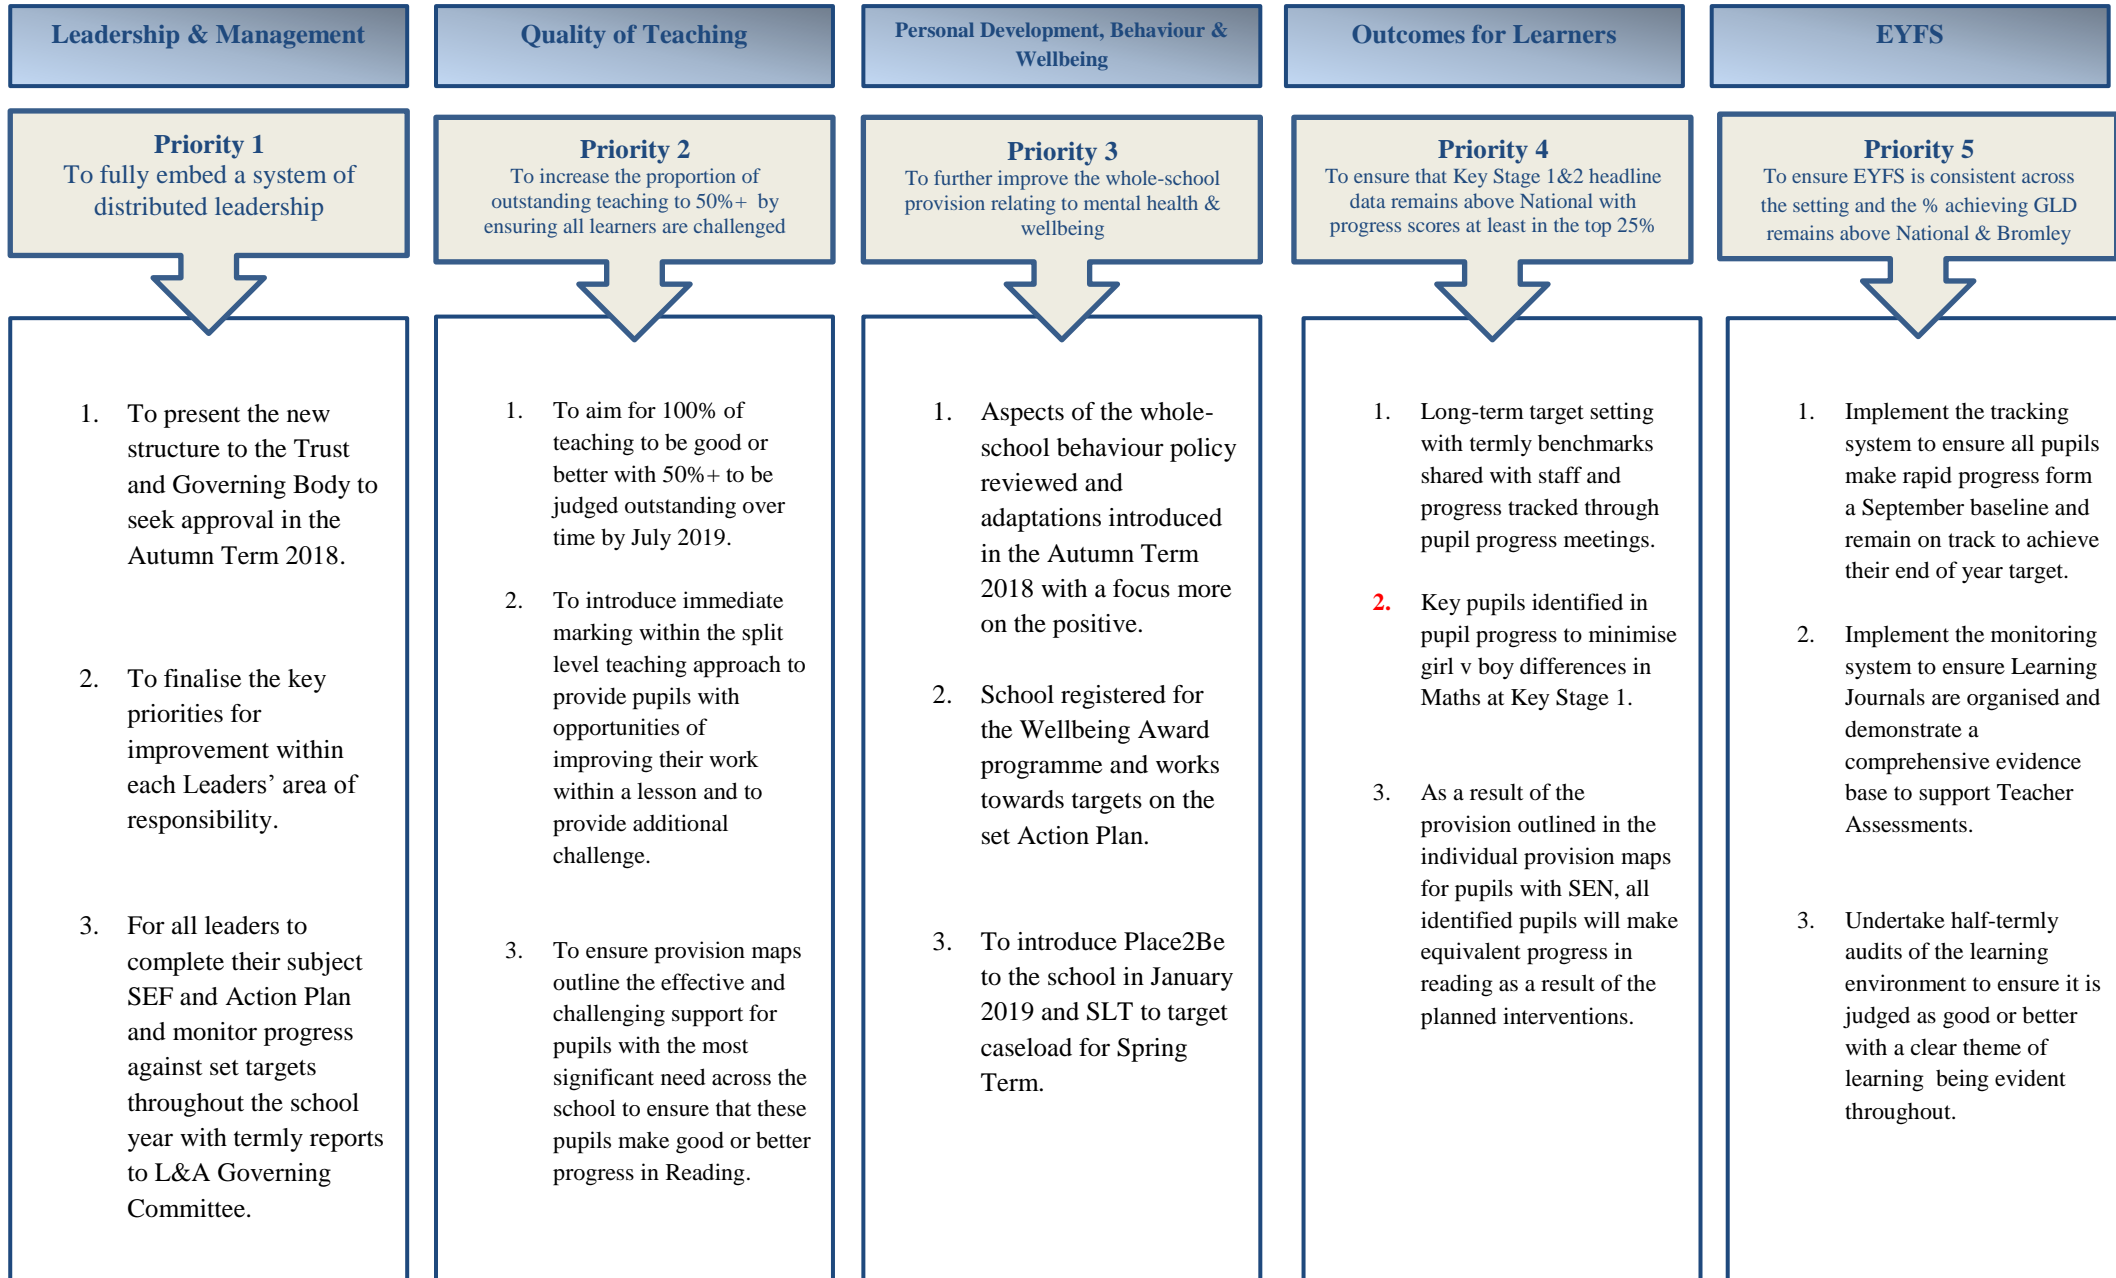 Leadership & Management
Priority 1
To fully embed a system of
distributed leadership
1. To present the new
structure to the Trust
and Governing Body to
seek approval in the
Autumn Term 2018.
2. To finalise the key
priorities for
improvement within
each Leaders’ area of
responsibility.
3. For all leaders to
complete their subject
SEF and Action Plan
and monitor progress
against set targets
throughout the school
year with termly reports
to L&A Governing
Committee.
Quality of Teaching
Priority 2
To increase the proportion of
outstanding teaching to 50%+ by
ensuring all learners are challenged
1. To aim for 100% of
teaching to be good or
better with 50%+ to be
judged outstanding over
time by July 2019.
2. To introduce immediate
marking within the split
level teaching approach to
provide pupils with
opportunities of
improving their work
within a lesson and to
provide additional
challenge.
3. To ensure provision maps
outline the effective and
challenging support for
pupils with the most
significant need across the
school to ensure that these
pupils make good or better
progress in Reading.
Personal Development, Behaviour &
Wellbeing
Priority 3
To further improve the whole-school
provision relating to mental health &
wellbeing
1. Aspects of the whole-
school behaviour policy
reviewed and
adaptations introduced
in the Autumn Term
2018 with a focus more
on the positive.
2. School registered for
the Wellbeing Award
programme and works
towards targets on the
set Action Plan.
3. To introduce Place2Be
to the school in January
2019 and SLT to target
caseload for Spring
Term.
Outcomes for Learners
Priority 4
To ensure that Key Stage 1&2 headline
data remains above National with
progress scores at least in the top 25%
1. Long-term target setting
with termly benchmarks
shared with staff and
progress tracked through
pupil progress meetings.
2. Key pupils identified in
pupil progress to minimise
girl v boy differences in
Maths at Key Stage 1.
3. As a result of the
provision outlined in the
individual provision maps
for pupils with SEN, all
identified pupils will make
equivalent progress in
reading as a result of the
planned interventions.
EYFS
Priority 5
To ensure EYFS is consistent across
the setting and the % achieving GLD
remains above National & Bromley
1. Implement the tracking
system to ensure all pupils
make rapid progress form
a September baseline and
remain on track to achieve
their end of year target.
2. Implement the monitoring
system to ensure Learning
Journals are organised and
demonstrate a
comprehensive evidence
base to support Teacher
Assessments.
3. Undertake half-termly
audits of the learning
environment to ensure it is
judged as good or better
with a clear theme of
learning being evident
throughout.